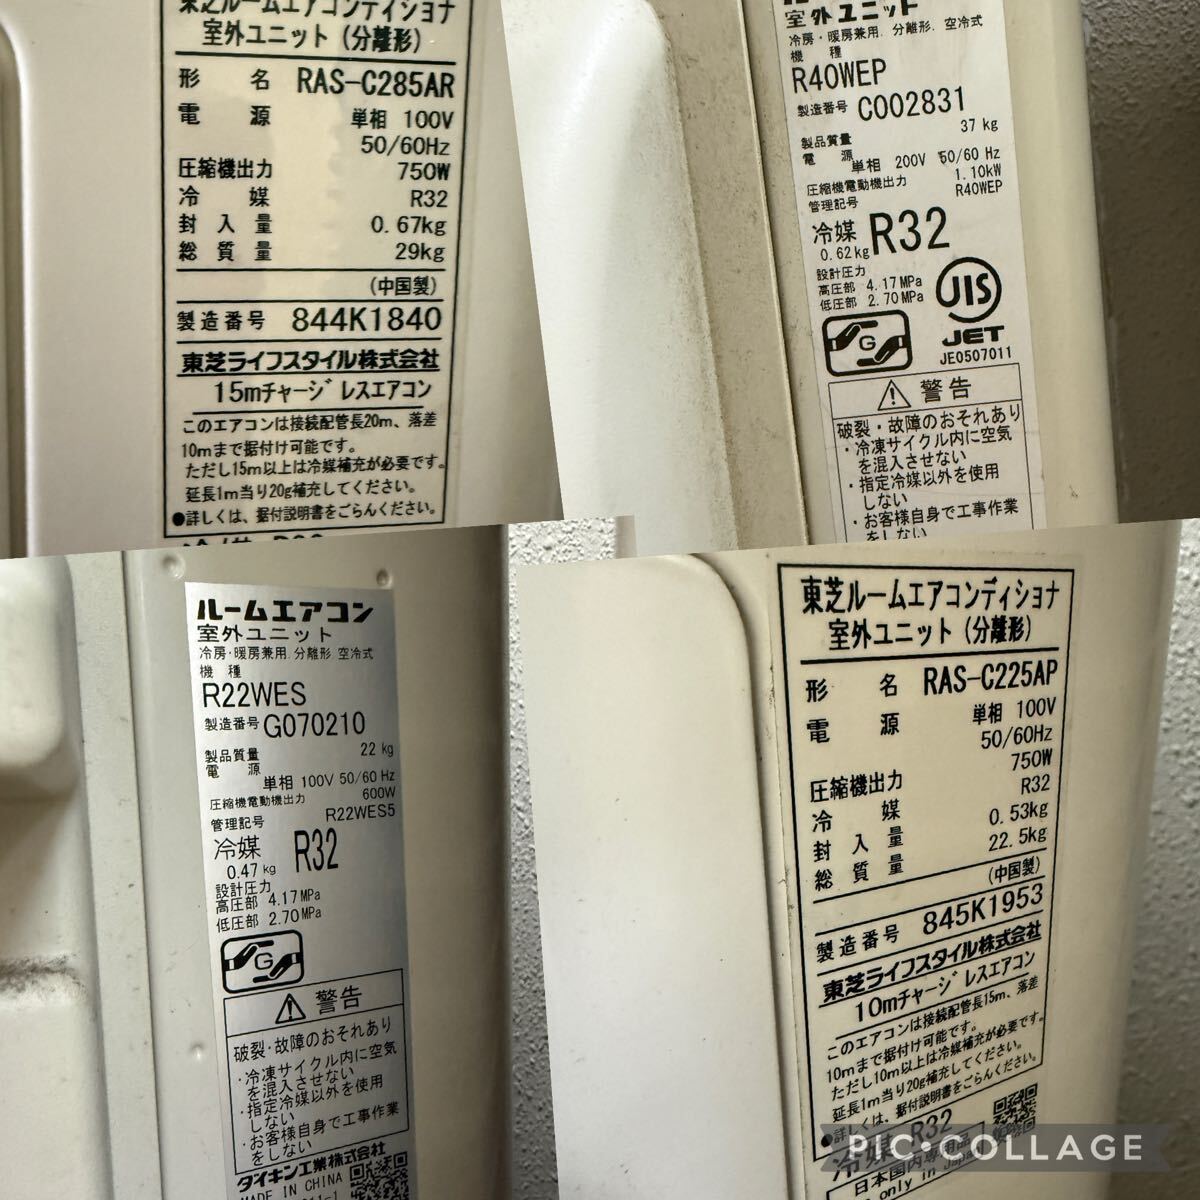 東芝ルームエアコンディショナ
室外ユニット(分離形)
形 名 RAS-C285AR
電 源 単相 100V
50/60Hz
圧縮機出力 750W
冷 媒 R32
封 入 量 0.67kg
総 質 量 29kg
(中国製)
製造番号 844K1840
東芝ライフスタイル株式会社
15mチャージレスエアコン
このエアコンは接続配管長20m、落差
10mまで据付け可能です。
ただし15m以上は冷媒補充が必要です。
延長1m当り20g補充してください。
●詳しくは、据付説明書をごらんください。
室外ユニット
冷房・暖房兼用. 分離形. 空冷式
機 種
R40WEP
製造番号 C002831
製品質量 37 kg
電 源
単相 200V 50/60 Hz
圧縮機電動機出力 1.10kW
管理記号 R40WEP
冷媒 R32
0.62kg
設計圧力
高圧部 4.17MPa
低圧部 2.70MPa
JIS
JET
JE0507011
G
警告
破裂・故障のおそれあり
・冷凍サイクル内に空気
を混入させない
・指定冷媒以外を使用
しない
・お客様自身で工事作業
をしない
ルームエアコン
室外ユニット
冷房・暖房兼用. 分離形. 空冷式
機 種
R22WES
製造番号 G070210
製品質量 22 kg
電 源
単相 100V 50/60 Hz
圧縮機電動機出力 600W
管理記号 R22WES5
冷媒 R32
0.47kg
設計圧力
高圧部 4.17MPa
低圧部 2.70MPa
G
警告
破裂・故障のおそれあり
・冷凍サイクル内に空気
を混入させない
・指定冷媒以外を使用
しない
・お客様自身で工事作業
をしない
ダイキン工業株式会社
MADE IN CHINA
東芝ルームエアコンディショナ
室外ユニット(分離形)
形 名 RAS-C225AP
電 源 単相 100V
50/60Hz
圧縮機出力 750W
冷 媒 R32
封 入 量 0.53kg
総 質 量 22.5kg
(中国製)
製造番号 845K1953
東芝ライフスタイル株式会社
10mチャージレスエアコン
このエアコンは接続配管長15m、落差
10mまで据付け可能です。
ただし10m以上は冷媒補充が必要です。
延長1m当り20g補充してください。
●詳しくは、据付説明書をごらんください。
冷媒 R32
日本国内専用
only in Japan
PIC・COLLAGE